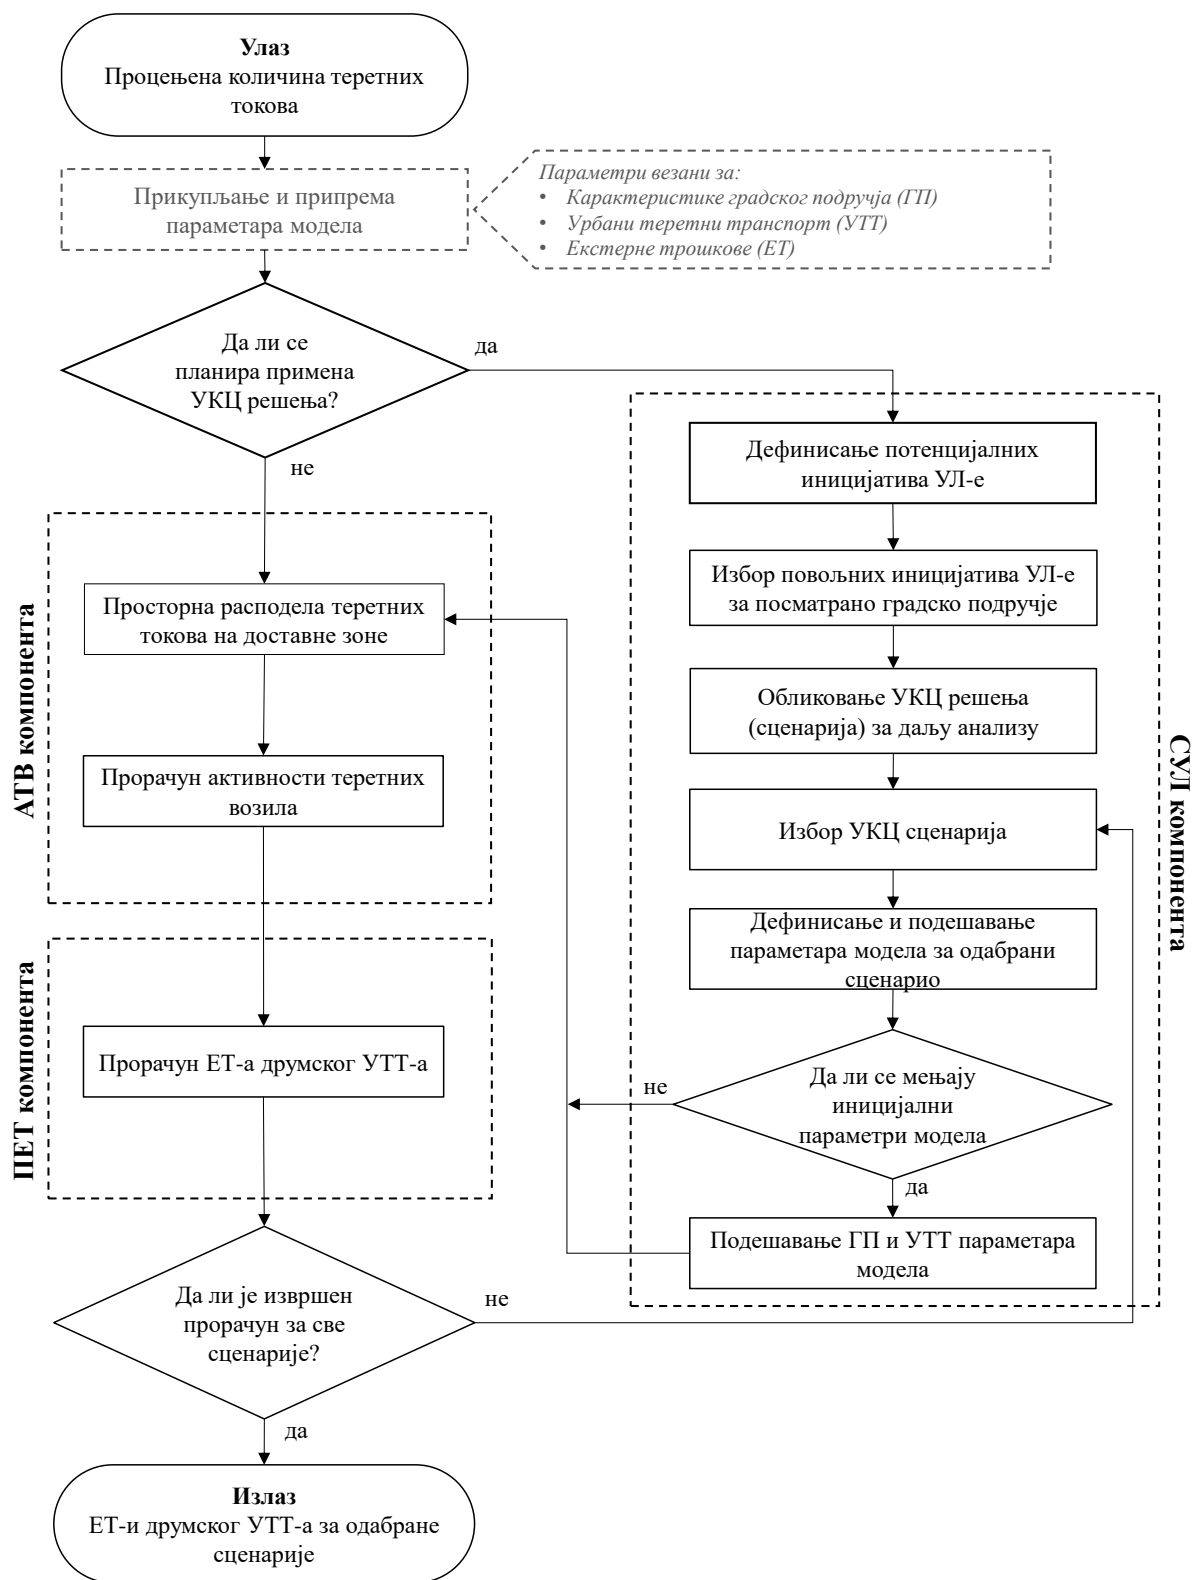 Улаз
Процењена количина теретних
токова
Прикупљање и припрема
параметара модела
Параметри везани за:
• Карактеристике градског подручја (ГП)
• Урбани теретни транспорт (УТТ)
• Екстерне трошкове (ЕТ)
Да ли се
планира примена
УКЦ решења?
да
не
Дефинисање потенцијалних
иницијатива УЛ-е
Избор повољних иницијатива УЛ-е
за посматрано градско подручје
Обликовање УКЦ решења
(сценарија) за даљу анализу
Избор УКЦ сценарија
Дефинисање и подешавање
параметара модела за одабрани
сценарио
Да ли се мењају
иницијални
параметри модела
не
да
Подешавање ГП и УТТ параметара
модела
СУЛ компонента
АТВ компонента
Просторна расподела теретних
токова на доставне зоне
Прорачун активности теретних
возила
ПЕТ компонента
Прорачун ЕТ-а друмског УТТ-а
Да ли је извршен
прорачун за све
сценарије?
не
да
Излаз
ЕТ-и друмског УТТ-а за одабране
сценарије